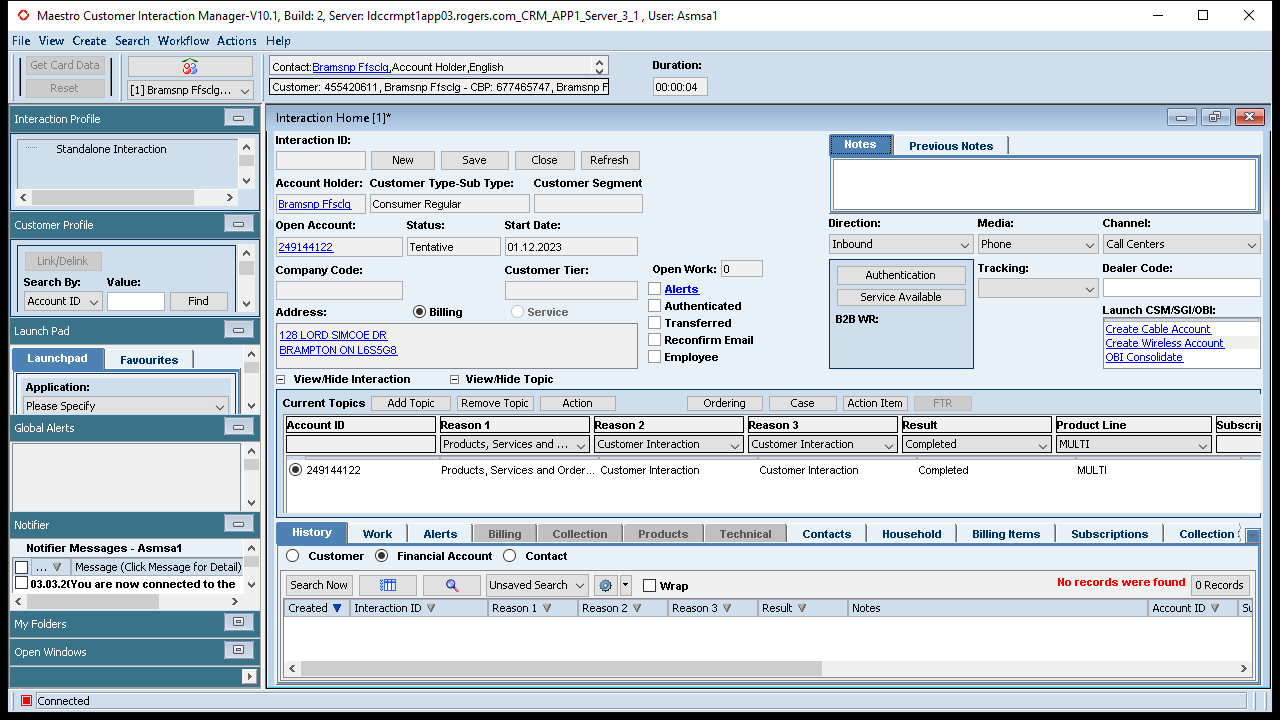 Maestro Customer Interaction Manager-V10.1, Build: 2, Server: ldccrmpt1app03.rogers.com_CRM_APP1_Server_3_1 , User: Asmsa1
File View Create Search Workflow Actions Help
Get Card Data
Reset
[1] Bramsnp Ffsclg...
Contact:Bramsnp Ffsclg,Account Holder,English
Customer: 455420611, Bramsnp Ffsclg - CBP: 677465747, Bramsnp F
Duration:
00:00:04
Interaction Profile
Standalone Interaction
Customer Profile
Link/Delink
Search By: Value:
Account ID Find
Launch Pad
Launchpad Favourites
Application:
Please Specify
Global Alerts
Notifier
Notifier Messages - Asmsa1
... Message (Click Message for Detail)
03.03.2(You are now connected to the
My Folders
Open Windows
Interaction Home [1]*
Interaction ID:
New Save Close Refresh
Account Holder: Customer Type-Sub Type: Customer Segment
Bramsnp Ffsclg Consumer Regular
Open Account: Status: Start Date:
249144122 Tentative 01.12.2023
Company Code: Customer Tier:
Address: Billing Service
128 LORD SIMCOE DR
BRAMPTON ON L6S5G8
Open Work: 0
Alerts
Authenticated
Transferred
Reconfirm Email
Employee
Notes Previous Notes
Direction: Media: Channel:
Inbound Phone Call Centers
Authentication
Service Available
B2B WR:
Tracking: Dealer Code:
Launch CSM/SGI/OBI:
Create Cable Account
Create Wireless Account
OBI Consolidate
View/Hide Interaction View/Hide Topic
Current Topics Add Topic Remove Topic Action Ordering Case Action Item FTR
Account ID Reason 1 Reason 2 Reason 3 Result Product Line Subscrip
Products, Services and ... Customer Interaction Customer Interaction Completed MULTI
249144122 Products, Services and Order... Customer Interaction Customer Interaction Completed MULTI
History Work Alerts Billing Collection Products Technical Contacts Household Billing Items Subscriptions Collection
Customer Financial Account Contact
Search Now Unsaved Search Wrap No records were found 0 Records
Created Interaction ID Reason 1 Reason 2 Reason 3 Result Notes Account ID Su
Connected